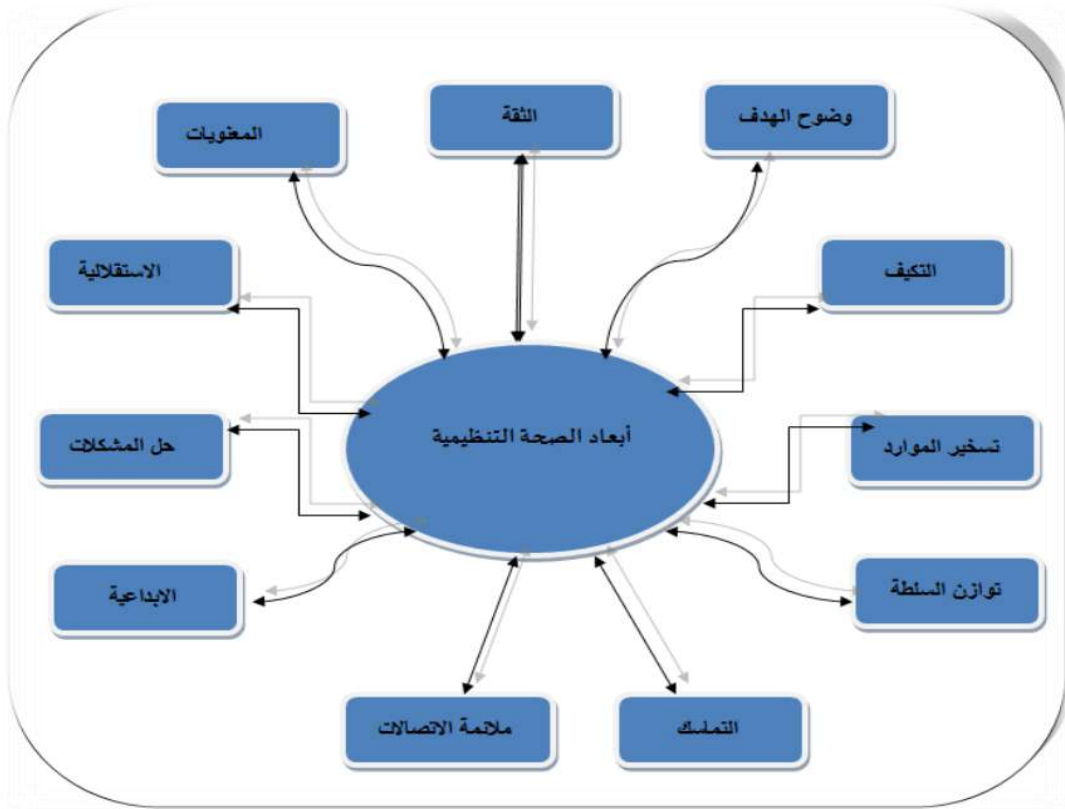 وضوح الهدف
الثقة
المعنويات
التكيف
الاستقلالية
أبعاد الصحة التنظيمية
تسخير الموارد
حل المشكلات
توازن السلطة
الابداعية
التماسك
ملائمة الاتصالات